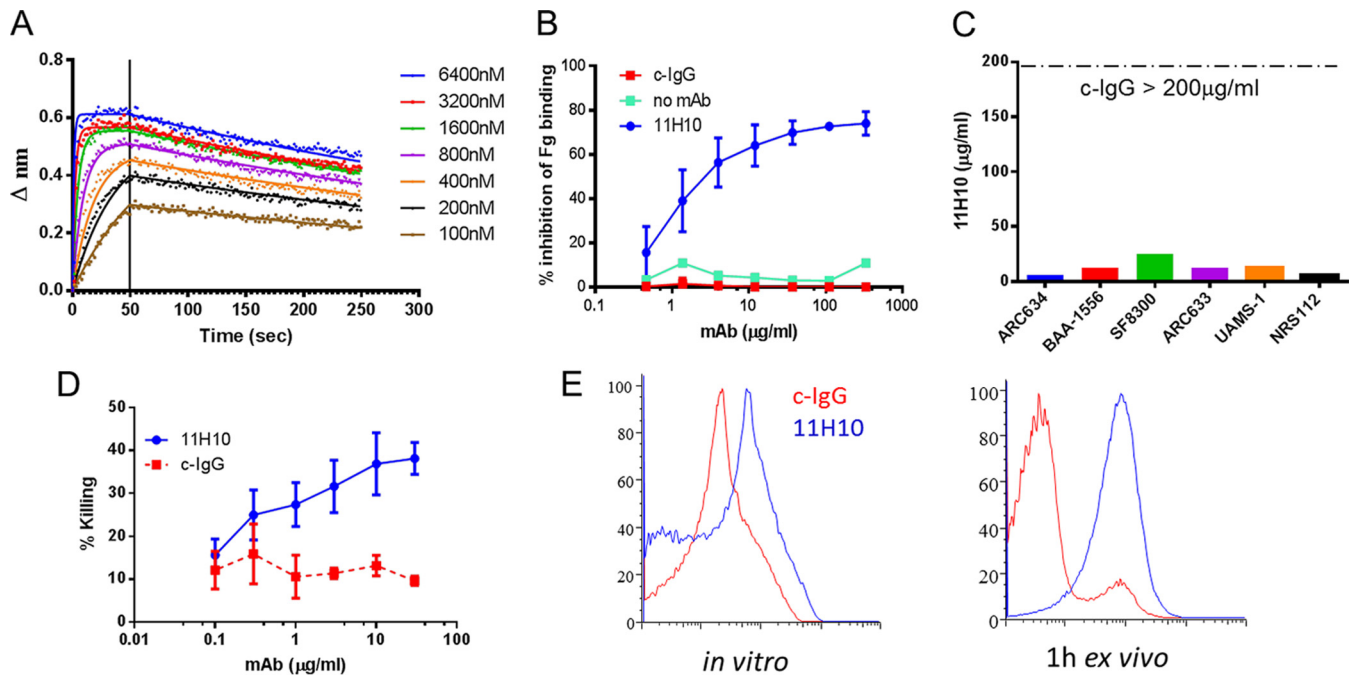 A
Δ nm
0.8
0.6
0.4
0.2
0.0
0 50 100 150 200 250 300
Time (sec)
6400nM
3200nM
1600nM
800nM
400nM
200nM
100nM
B
% inhibition of Fg binding
100
80
60
40
20
0
0.1 1 10 100 1000
mAb (µg/ml)
c-IgG
no mAb
11H10
C
11H10 (µg/ml)
200
150
100
50
0
c-IgG > 200µg/ml
ARC634
BAA-1556
SF8300
ARC633
UAMS-1
NRS112
D
% Killing
50
40
30
20
10
0
0.01 0.1 1 10 100
mAb (µg/ml)
11H10
c-IgG
E
100
80
60
40
20
0
c-IgG
11H10
in vitro
100
80
60
40
20
0
1h ex vivo